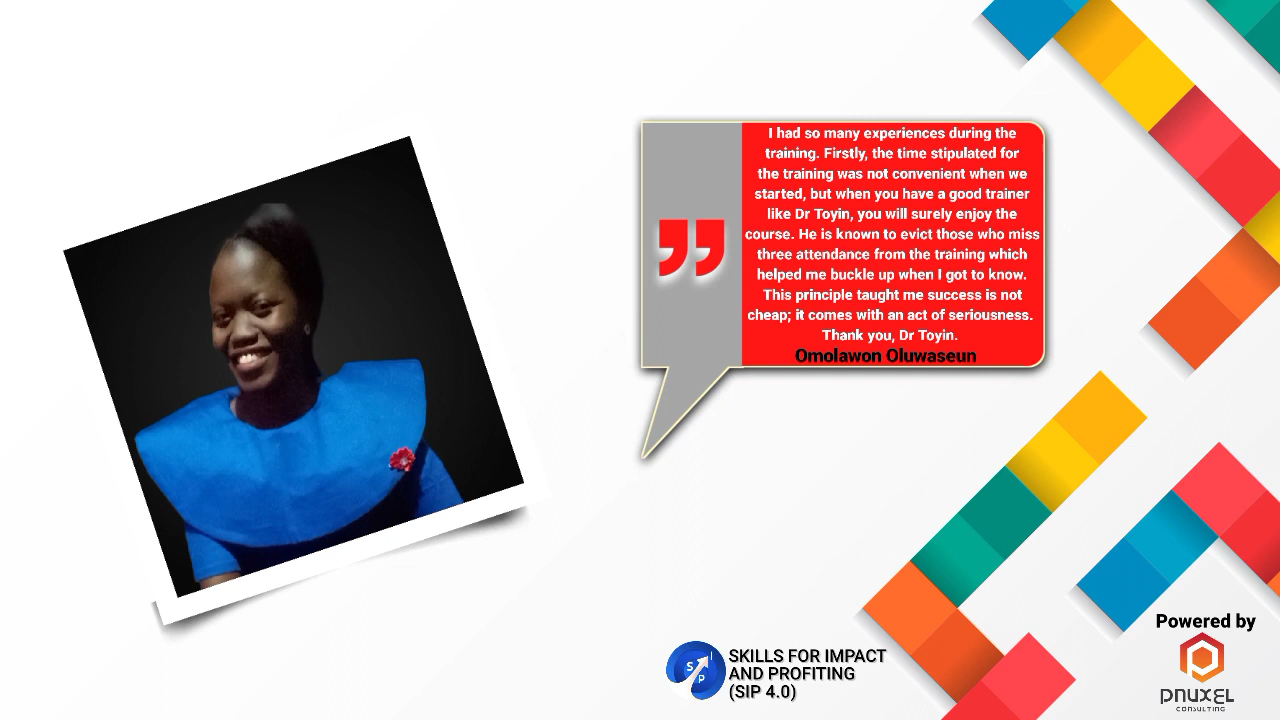 I had so many experiences during the
training. Firstly, the time stipulated for
the training was not convenient when we
started, but when you have a good trainer
like Dr Toyin, you will surely enjoy the
course. He is known to evict those who miss
three attendance from the training which
helped me buckle up when I got to know.
This principle taught me success is not
cheap; it comes with an act of seriousness.
Thank you, Dr Toyin.
Omolawon Oluwaseun
S I P
SKILLS FOR IMPACT
AND PROFITING
(SIP 4.0)
Powered by
PNUXEL
CONSULTING